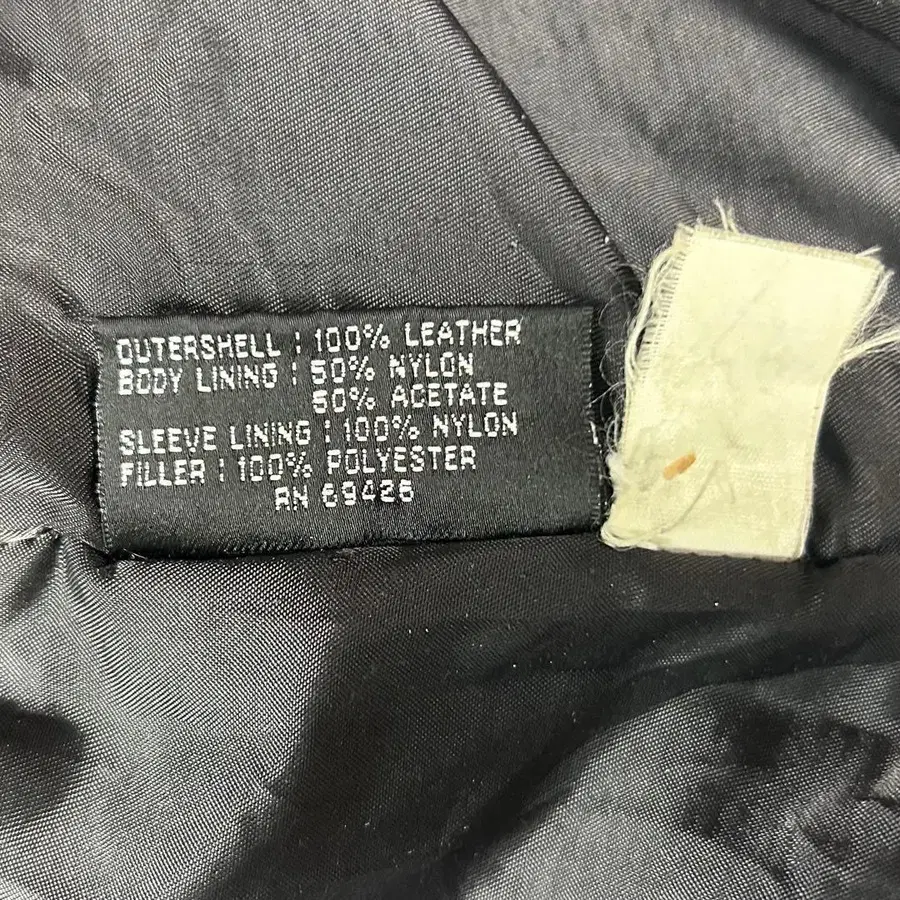 OUTERSHELL : 100% LEATHER
BODY LINING : 50% NYLON
50% ACETATE
SLEEVE LINING : 100% NYLON
FILLER : 100% POLYESTER
RN 69426